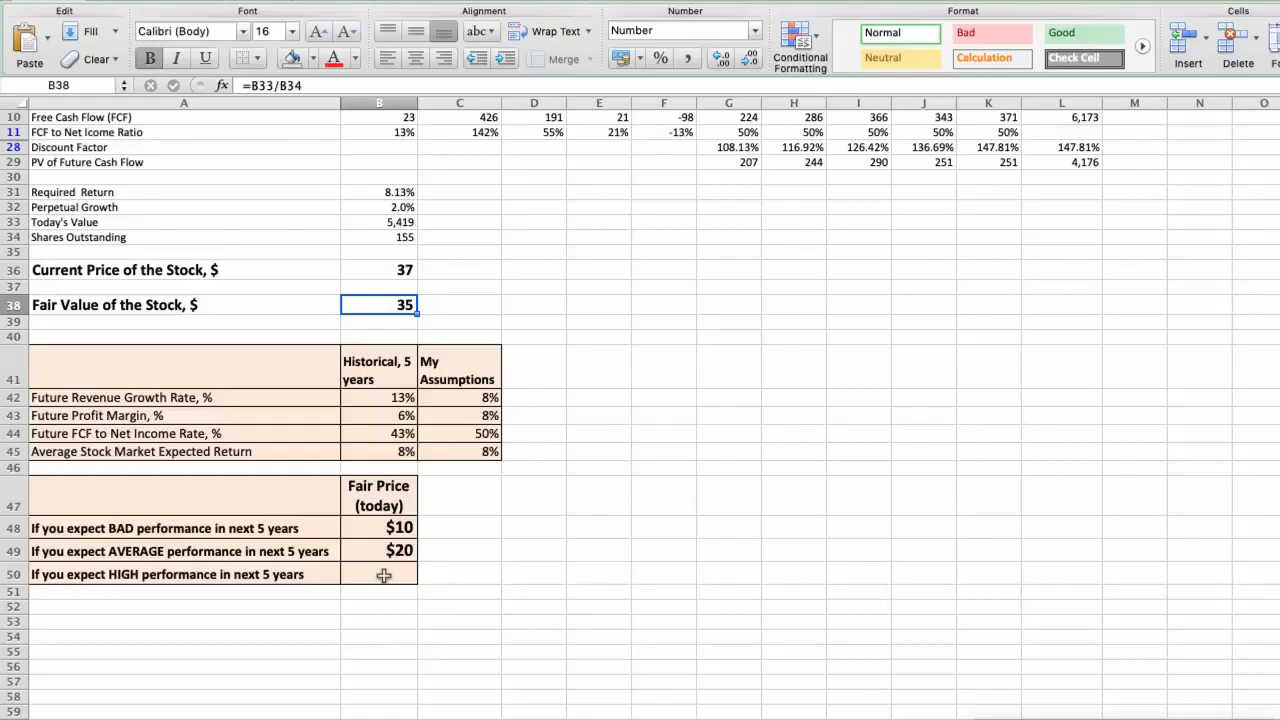 Edit Font Alignment Number Format Cells
Fill Calibri (Body) 16 A A abc Wrap Text Number Normal Bad Good
Paste Clear B I U A Merge % , .0 .00 .00 .0 Conditional Formatting Neutral Calculation Check Cell Insert Delete
B38 fx =B33/B34
A B C D E F G H I J K L M N O
10 Free Cash Flow (FCF) 23 426 191 21 -98 224 286 366 343 371 6,173
11 FCF to Net Icome Ratio 13% 142% 55% 21% -13% 50% 50% 50% 50% 50%
28 Discount Factor 108.13% 116.92% 126.42% 136.69% 147.81% 147.81%
29 PV of Future Cash Flow 207 244 290 251 251 4,176
30
31 Required Return 8.13%
32 Perpetual Growth 2.0%
33 Today's Value 5,419
34 Shares Outstanding 155
35
36 Current Price of the Stock, $ 37
37
38 Fair Value of the Stock, $ 35
39
40
41 Historical, 5 years My Assumptions
42 Future Revenue Growth Rate, % 13% 8%
43 Future Profit Margin, % 6% 8%
44 Future FCF to Net Income Rate, % 43% 50%
45 Average Stock Market Expected Return 8% 8%
46
47 Fair Price (today)
48 If you expect BAD performance in next 5 years $10
49 If you expect AVERAGE performance in next 5 years $20
50 If you expect HIGH performance in next 5 years
51
52
53
54
55
56
57
58
59